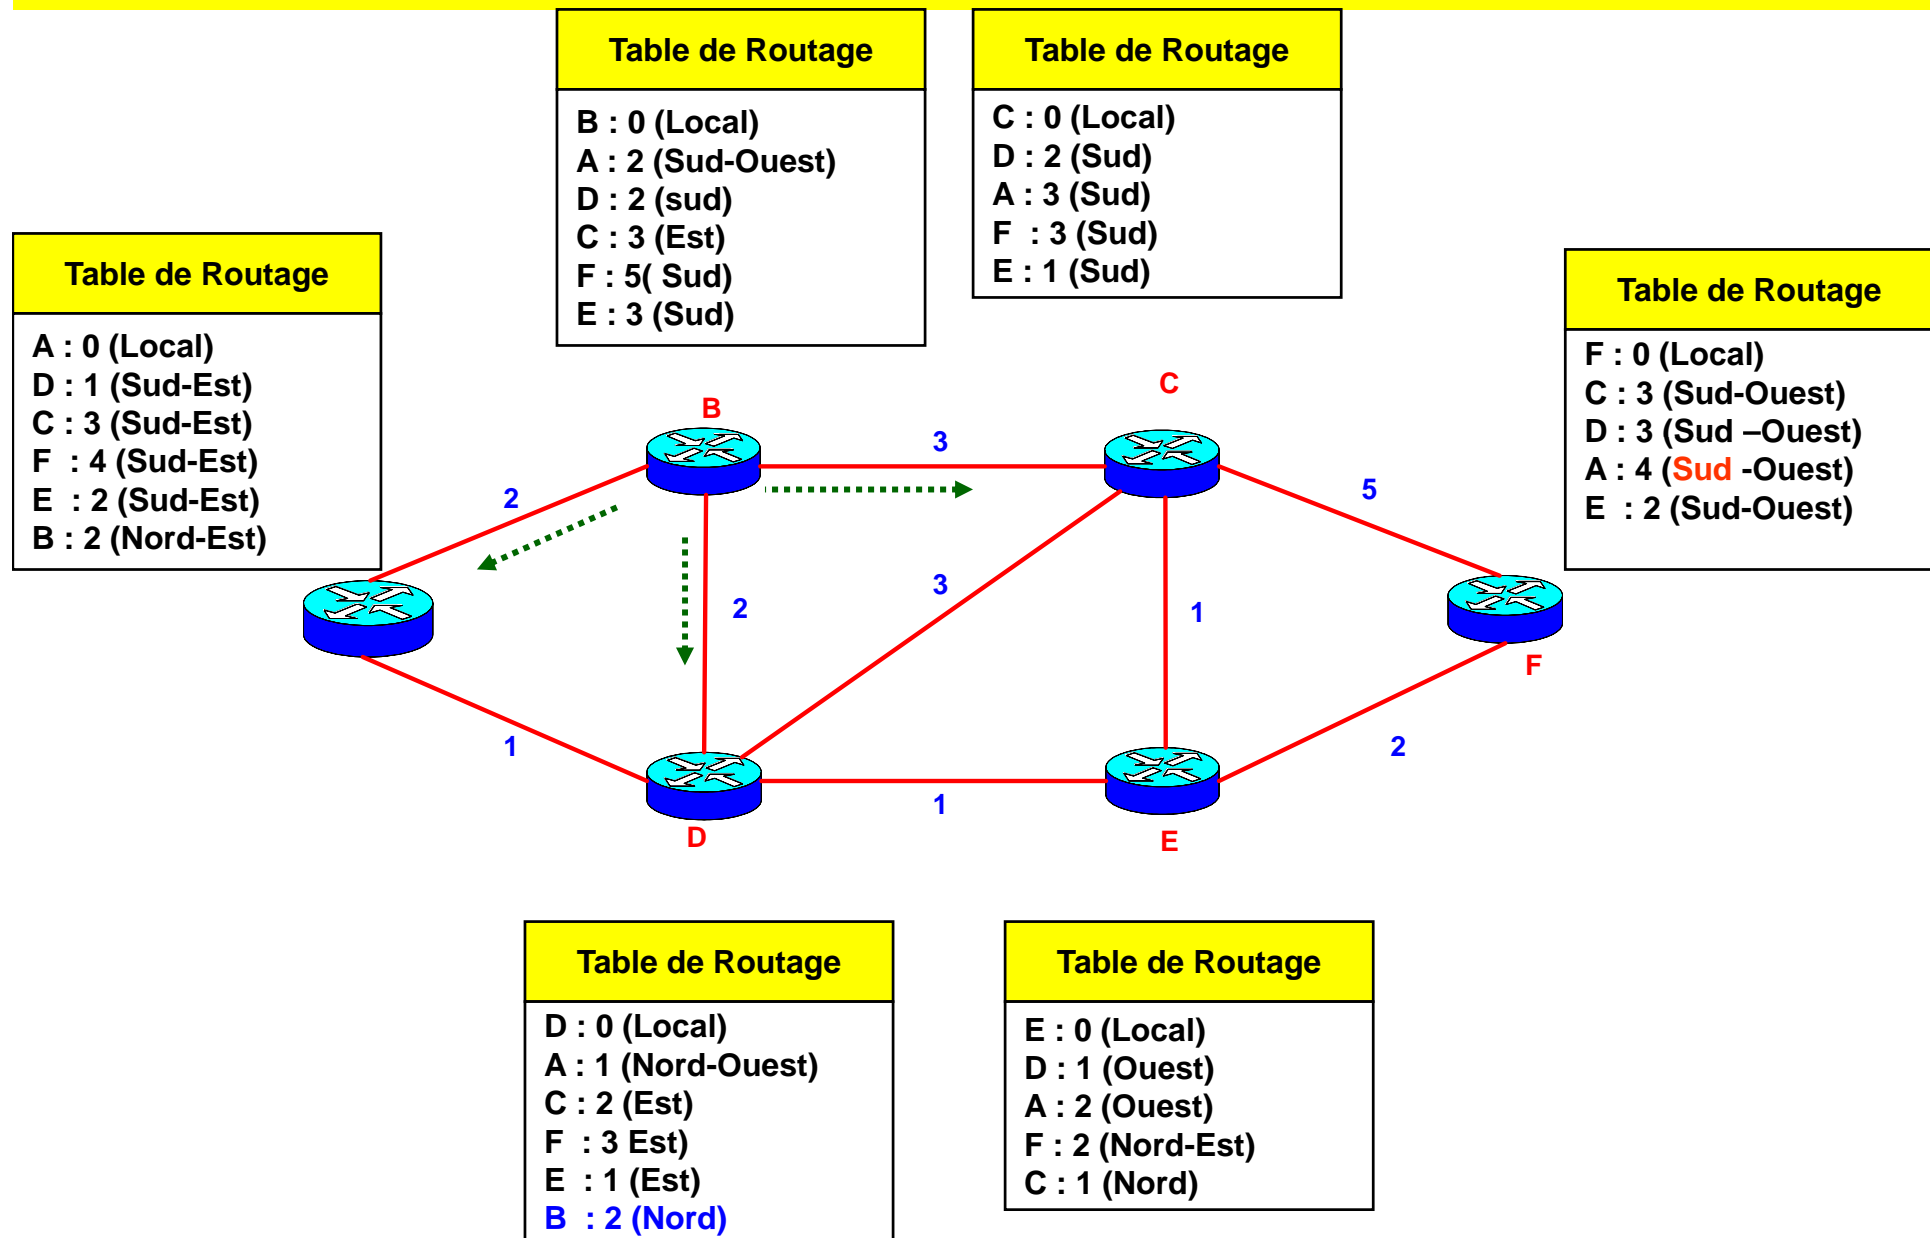 Table de Routage
B : 0 (Local)
A : 2 (Sud-Ouest)
D : 2 (sud)
C : 3 (Est)
F : 5( Sud)
E : 3 (Sud)
Table de Routage
C : 0 (Local)
D : 2 (Sud)
A : 3 (Sud)
F : 3 (Sud)
E : 1 (Sud)
Table de Routage
A : 0 (Local)
D : 1 (Sud-Est)
C : 3 (Sud-Est)
F : 4 (Sud-Est)
E : 2 (Sud-Est)
B : 2 (Nord-Est)
Table de Routage
F : 0 (Local)
C : 3 (Sud-Ouest)
D : 3 (Sud –Ouest)
A : 4 (Sud -Ouest)
E : 2 (Sud-Ouest)
B
C
3
2
5
3
2
1
F
1
2
1
D
E
Table de Routage
D : 0 (Local)
A : 1 (Nord-Ouest)
C : 2 (Est)
F : 3 Est)
E : 1 (Est)
B : 2 (Nord)
Table de Routage
E : 0 (Local)
D : 1 (Ouest)
A : 2 (Ouest)
F : 2 (Nord-Est)
C : 1 (Nord)